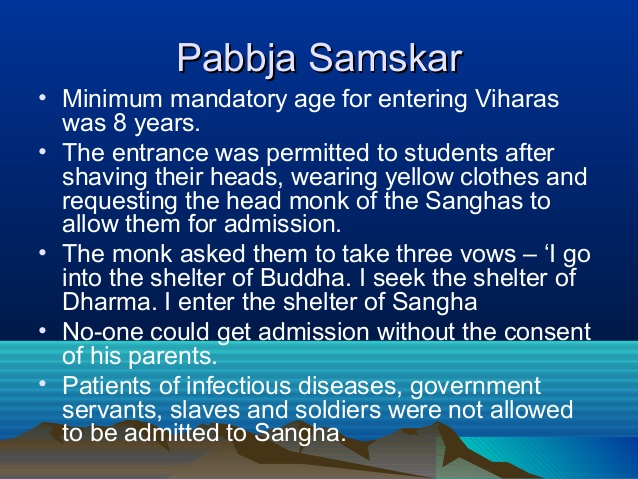 Pabbja Samskar
• Minimum mandatory age for entering Viharas
was 8 years.
• The entrance was permitted to students after
shaving their heads, wearing yellow clothes and
requesting the head monk of the Sanghas to
allow them for admission.
• The monk asked them to take three vows – ‘I go
into the shelter of Buddha. I seek the shelter of
Dharma. I enter the shelter of Sangha
• No-one could get admission without the consent
of his parents.
• Patients of infectious diseases, government
servants, slaves and soldiers were not allowed
to be admitted to Sangha.